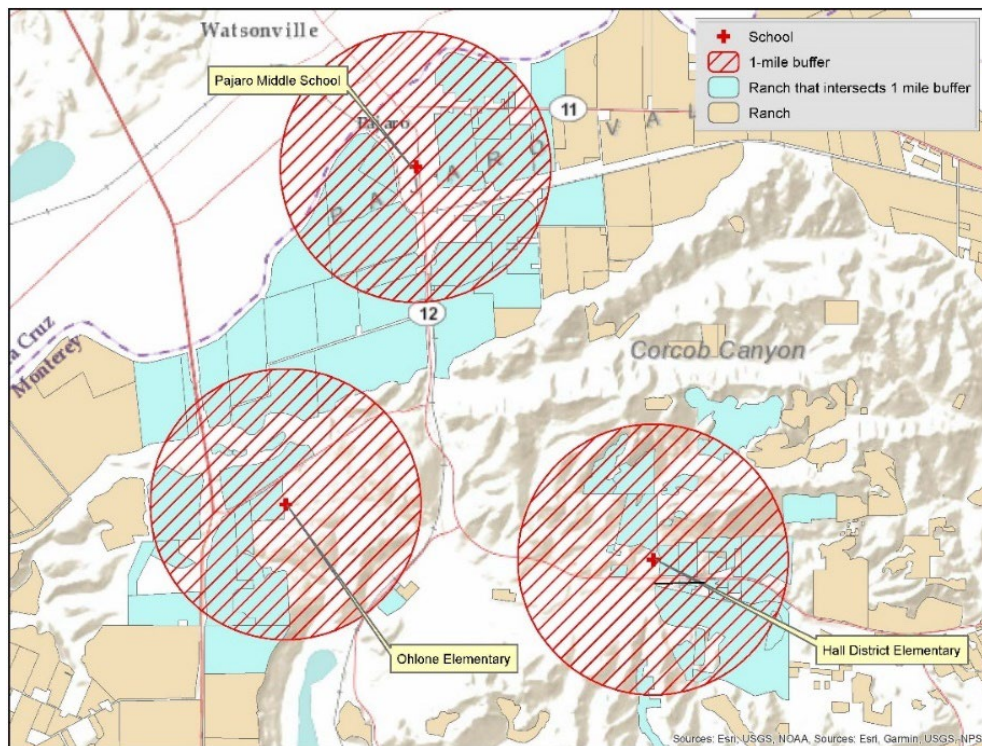 Watsonville
Pajaro Middle School
School
1-mile buffer
Ranch that intersects 1 mile buffer
Ranch
11
Pajaro
P A J A R O V A L
12
a Cruz
Monterey
Corcob Canyon
Ohlone Elementary
Hall District Elementary
Sources: Esri, USGS, NOAA, Sources: Esri, Garmin, USGS, NPS